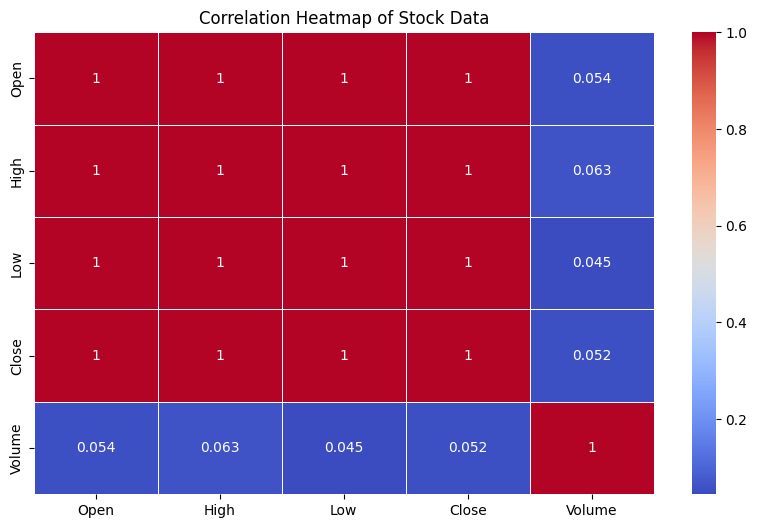 Correlation Heatmap of Stock Data
Open 1 1 1 1 0.054
High 1 1 1 1 0.063
Low 1 1 1 1 0.045
Close 1 1 1 1 0.052
Volume 0.054 0.063 0.045 0.052 1
Open High Low Close Volume
1.0
0.8
0.6
0.4
0.2